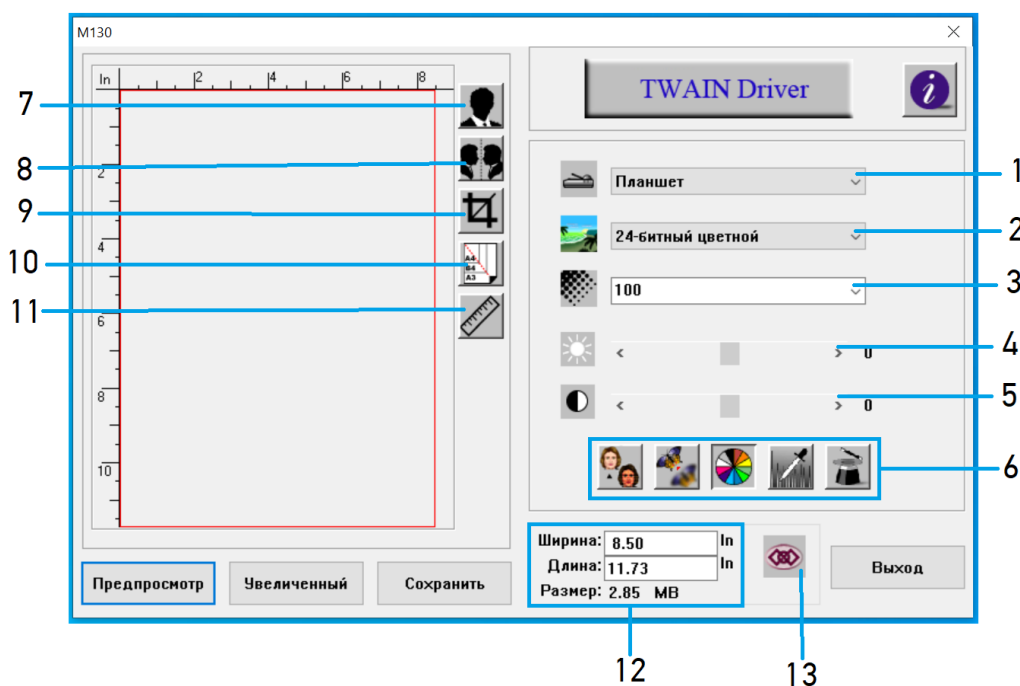 M130
In 2 4 6 8
2
4
6
8
10
7
8
9
10
11
A4
B4
A3
TWAIN Driver
i
Планшет
1
24-битный цветной
2
100
3
< > 0
4
< > 0
5
6
Ширина: 8.50 In
Длина: 11.73 In
Размер: 2.85 MB
Предпросмотр
Увеличенный
Сохранить
Выход
12
13